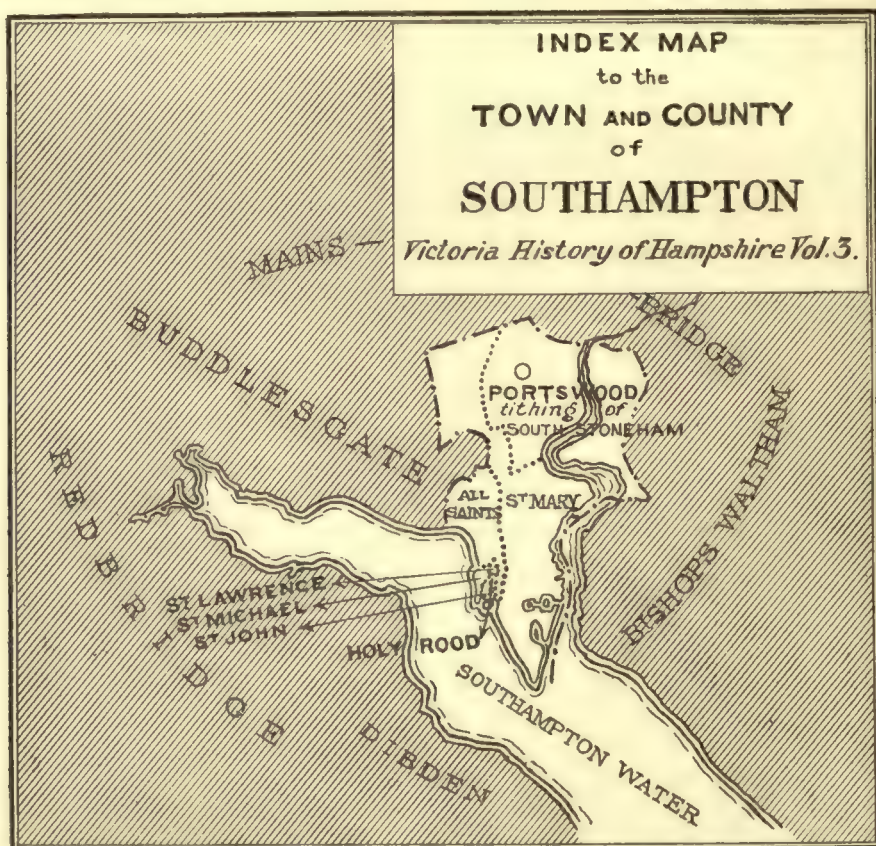 INDEX MAP
to the
TOWN AND COUNTY
of
SOUTHAMPTON
Victoria History of Hampshire Vol. 3.
MAINS—
-BRIDGE
BUDDLESGATE
PORTSWOOD
tithing of
SOUTH STONEHAM
REDBRIDGE
ALL
SAINTS
ST MARY
BISHOPS WALTHAM
ST LAWRENCE
ST MICHAEL
ST JOHN
HOLY ROOD
SOUTHAMPTON WATER
DIBDEN